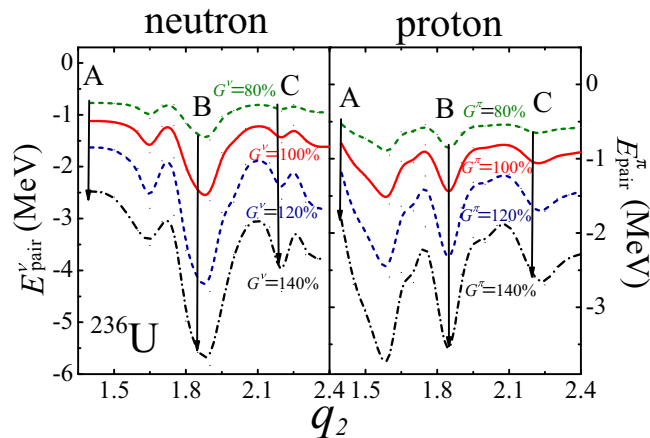 neutron
proton
0
-1
-2
-3
-4
-5
-6
E^ν_pair (MeV)
A
B
C
G^ν=80%
G^ν=100%
G^ν=120%
G^ν=140%
²³⁶U
1.5
1.8
2.1
2.4
A
B
C
G^π=80%
G^π=100%
G^π=120%
G^π=140%
1.5
1.8
2.1
2.4
0
-1
-2
-3
E^π_pair (MeV)
q₂